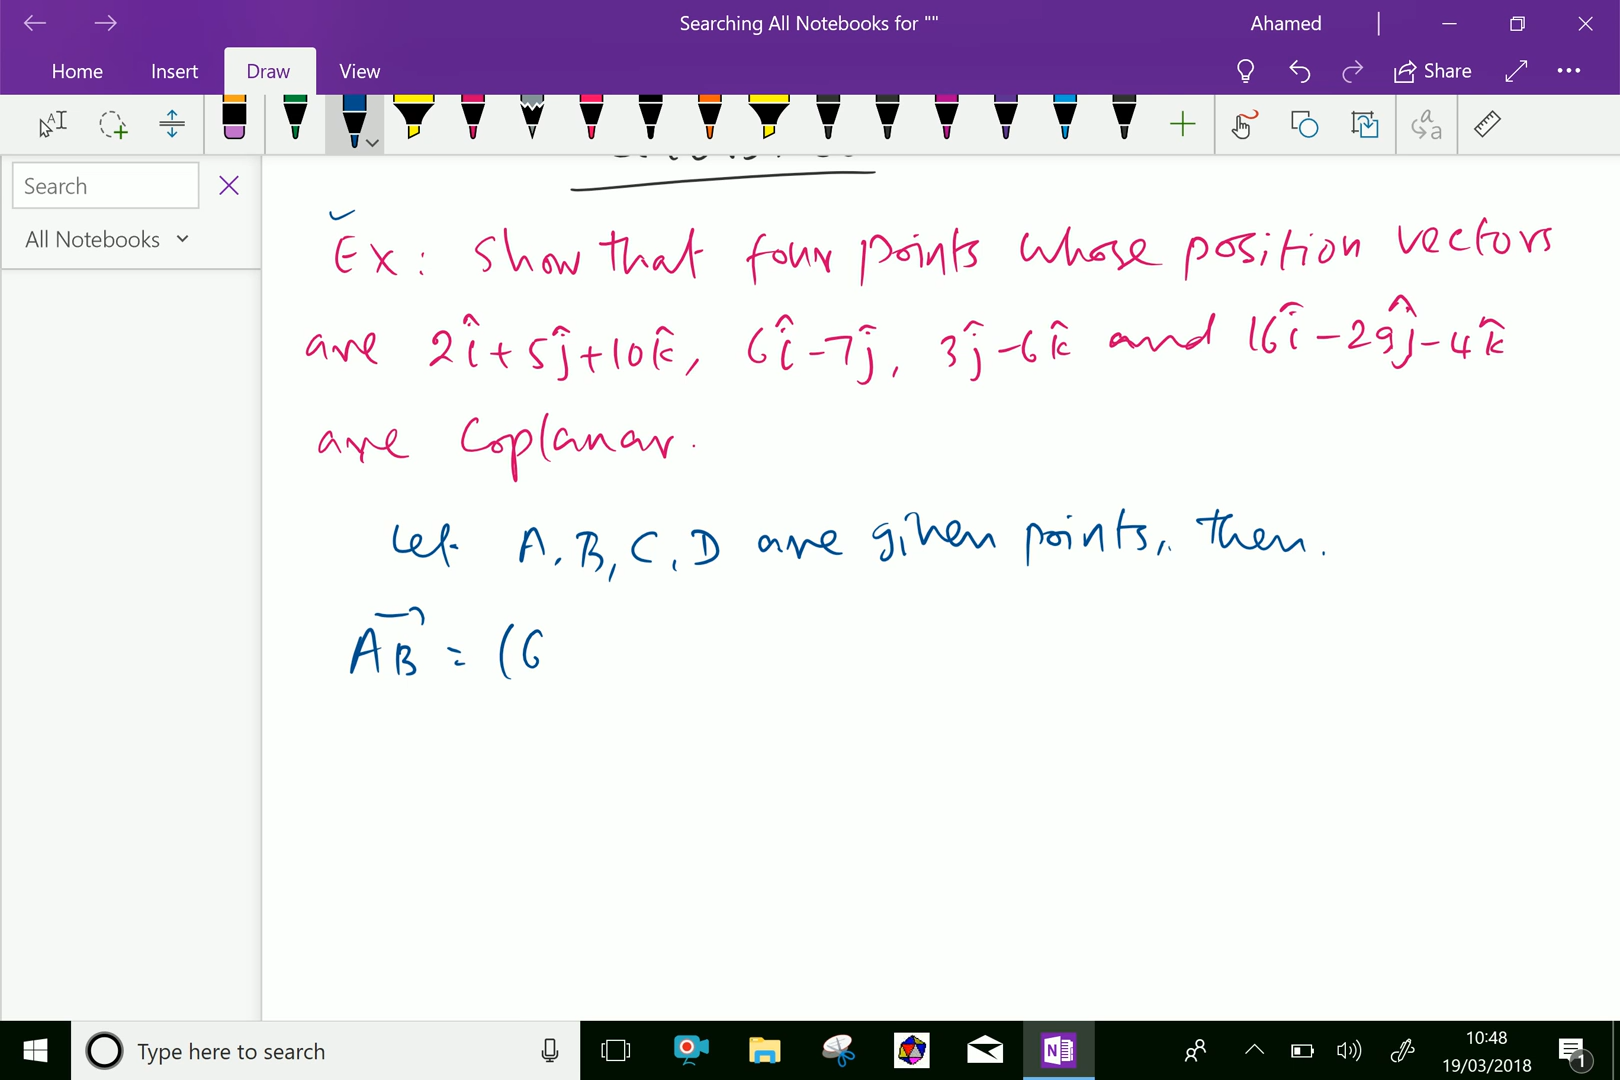 Searching All Notebooks for ""
Ahamed
Home Insert Draw View
Share
Search
All Notebooks
Ex: Show that four points whose position vectors
are 2î + 5ĵ + 10k̂, 6î - 7ĵ, 3ĵ - 6k̂ and 16î - 29ĵ - 4k̂
are Coplanar.
Let A, B, C, D are given points, then.
A⃗B⃗ = (6
Type here to search
10:48
19/03/2018
1